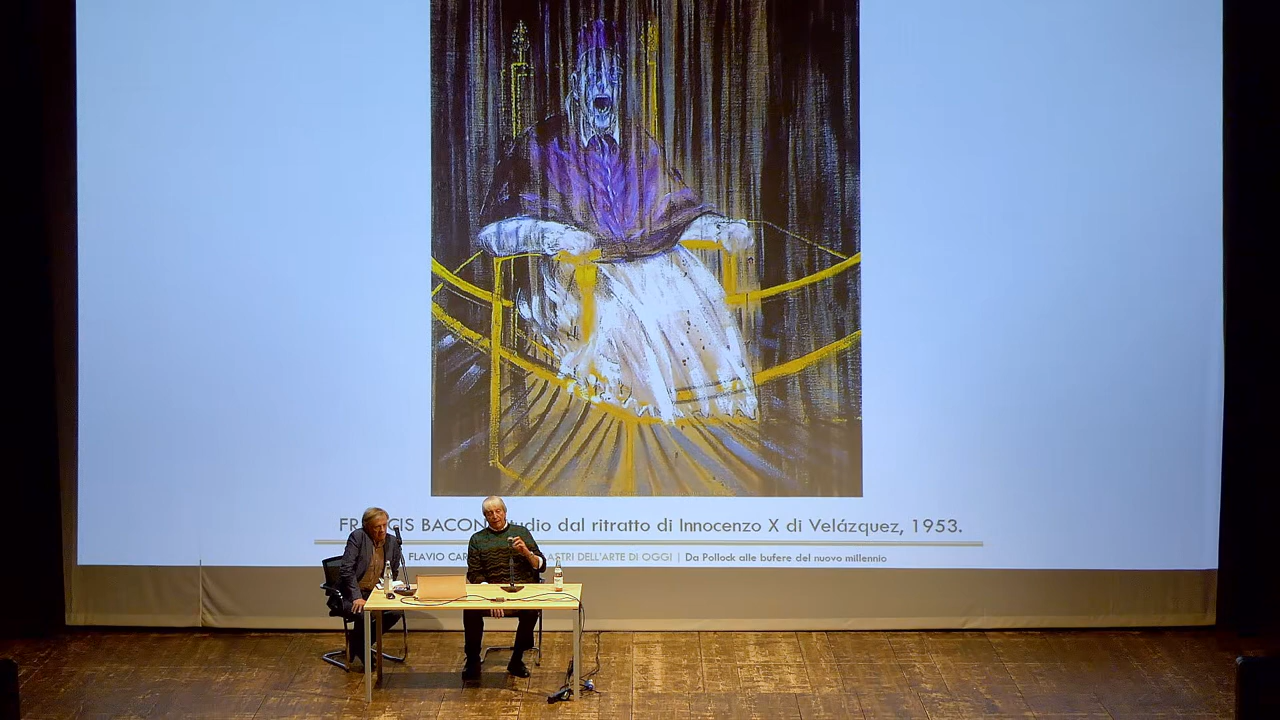 FR CIS BACON tudio dal ritratto di Innocenzo X di Velázquez, 1953.
FLAVIO CAR ASTRI DELL'ARTE DI OGGI | Da Pollock alle bufere del nuovo millennio